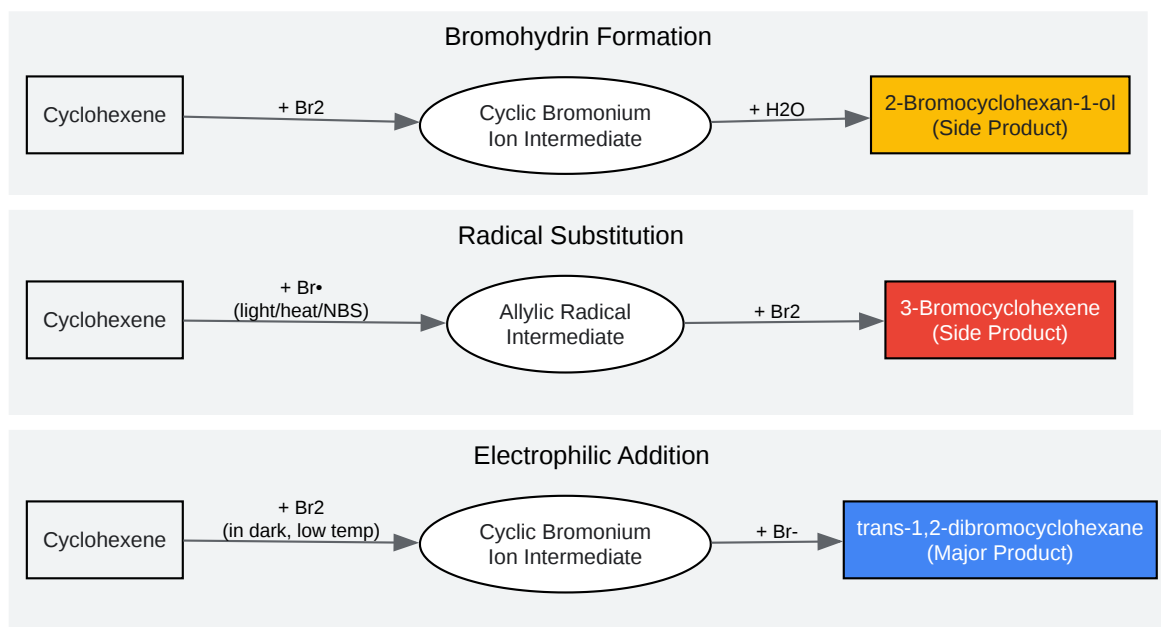 Bromohydrin Formation
Cyclohexene
+ Br2
Cyclic Bromonium
Ion Intermediate
+ H2O
2-Bromocyclohexan-1-ol
(Side Product)
Radical Substitution
Cyclohexene
+ Br•
(light/heat/NBS)
Allylic Radical
Intermediate
+ Br2
3-Bromocyclohexene
(Side Product)
Electrophilic Addition
Cyclohexene
+ Br2
(in dark, low temp)
Cyclic Bromonium
Ion Intermediate
+ Br-
trans-1,2-dibromocyclohexane
(Major Product)